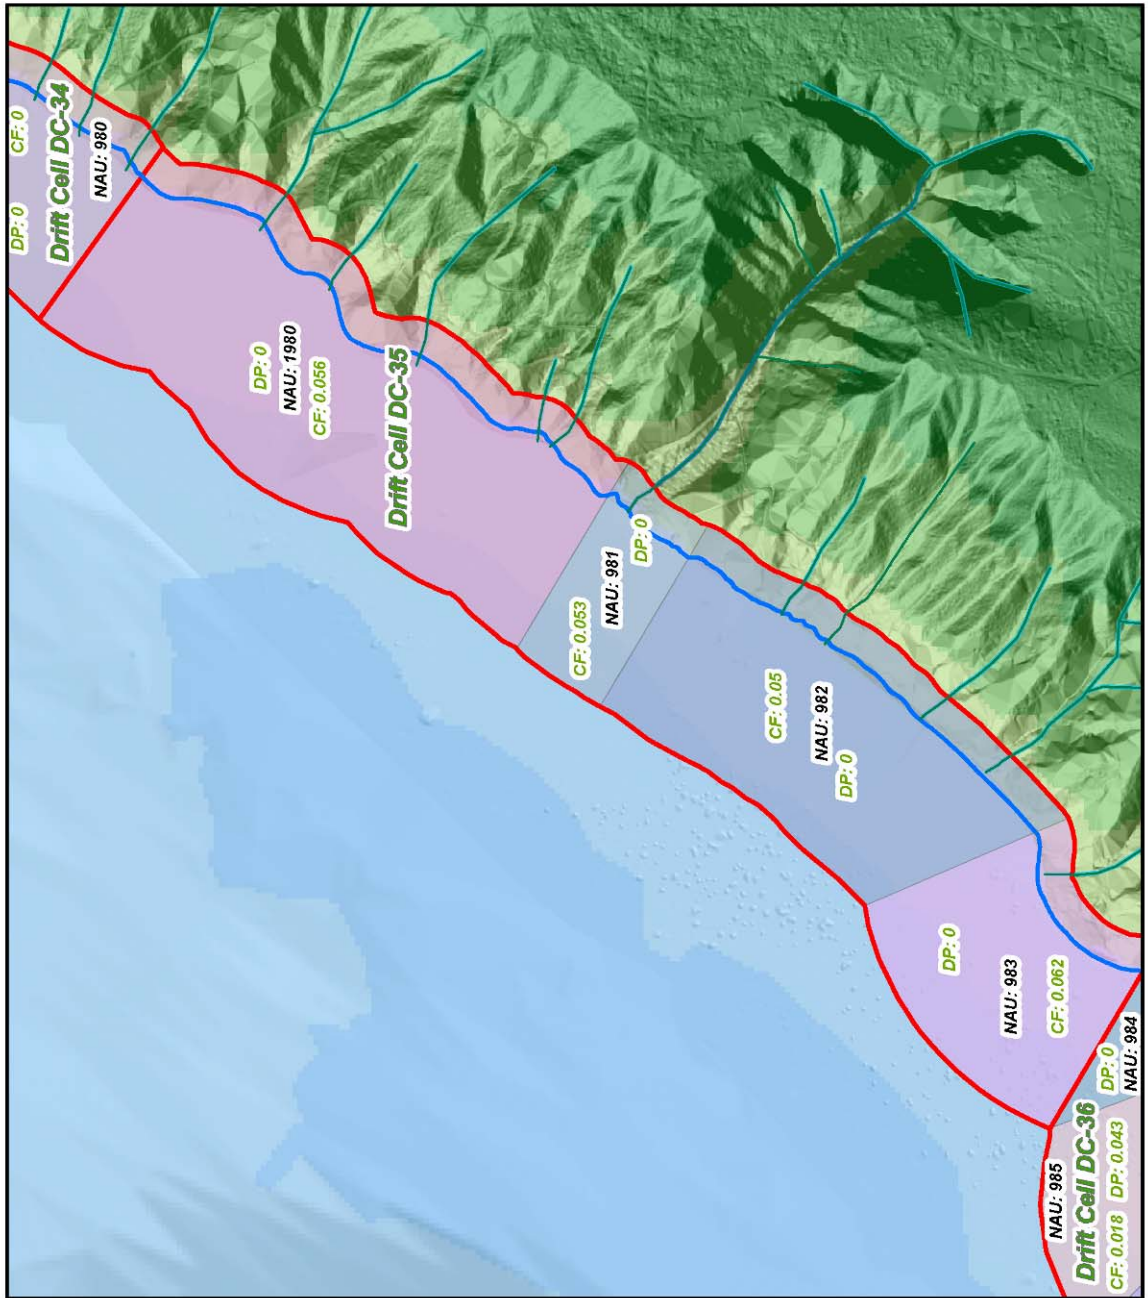 DP: 0
CF: 0
Drift Cell DC-34
NAU: 980
DP: 0
NAU: 1980
CF: 0.056
Drift Cell DC-35
CF: 0.053
NAU: 981
DP: 0
CF: 0.05
NAU: 982
DP: 0
DP: 0
NAU: 983
CF: 0.062
NAU: 985
Drift Cell DC-36
CF: 0.018 DP: 0.043
DP: 0
NAU: 984